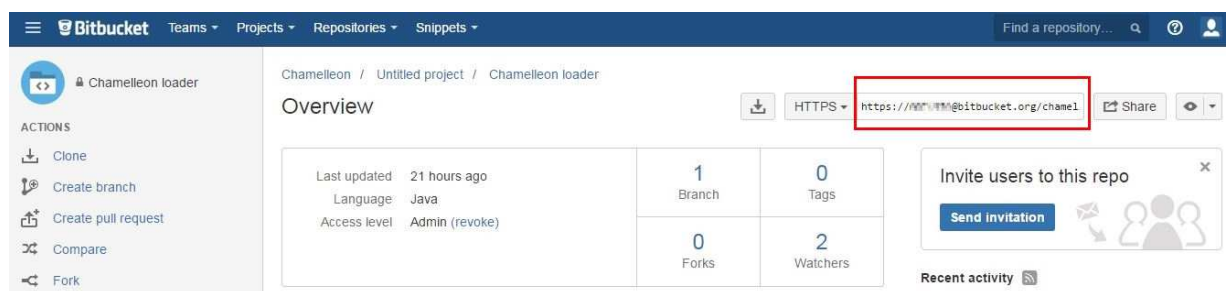 Bitbucket Teams Projects Repositories Snippets Find a repository...
Chamelleon loader
Chamelleon / Untitled project / Chamelleon loader
Overview
HTTPS https:// @bitbucket.org/chamel Share
ACTIONS
Clone
Create branch
Create pull request
Compare
Fork
Last updated 21 hours ago
Language Java
Access level Admin (revoke)
1
Branch
0
Tags
0
Forks
2
Watchers
Invite users to this repo
Send invitation
Recent activity